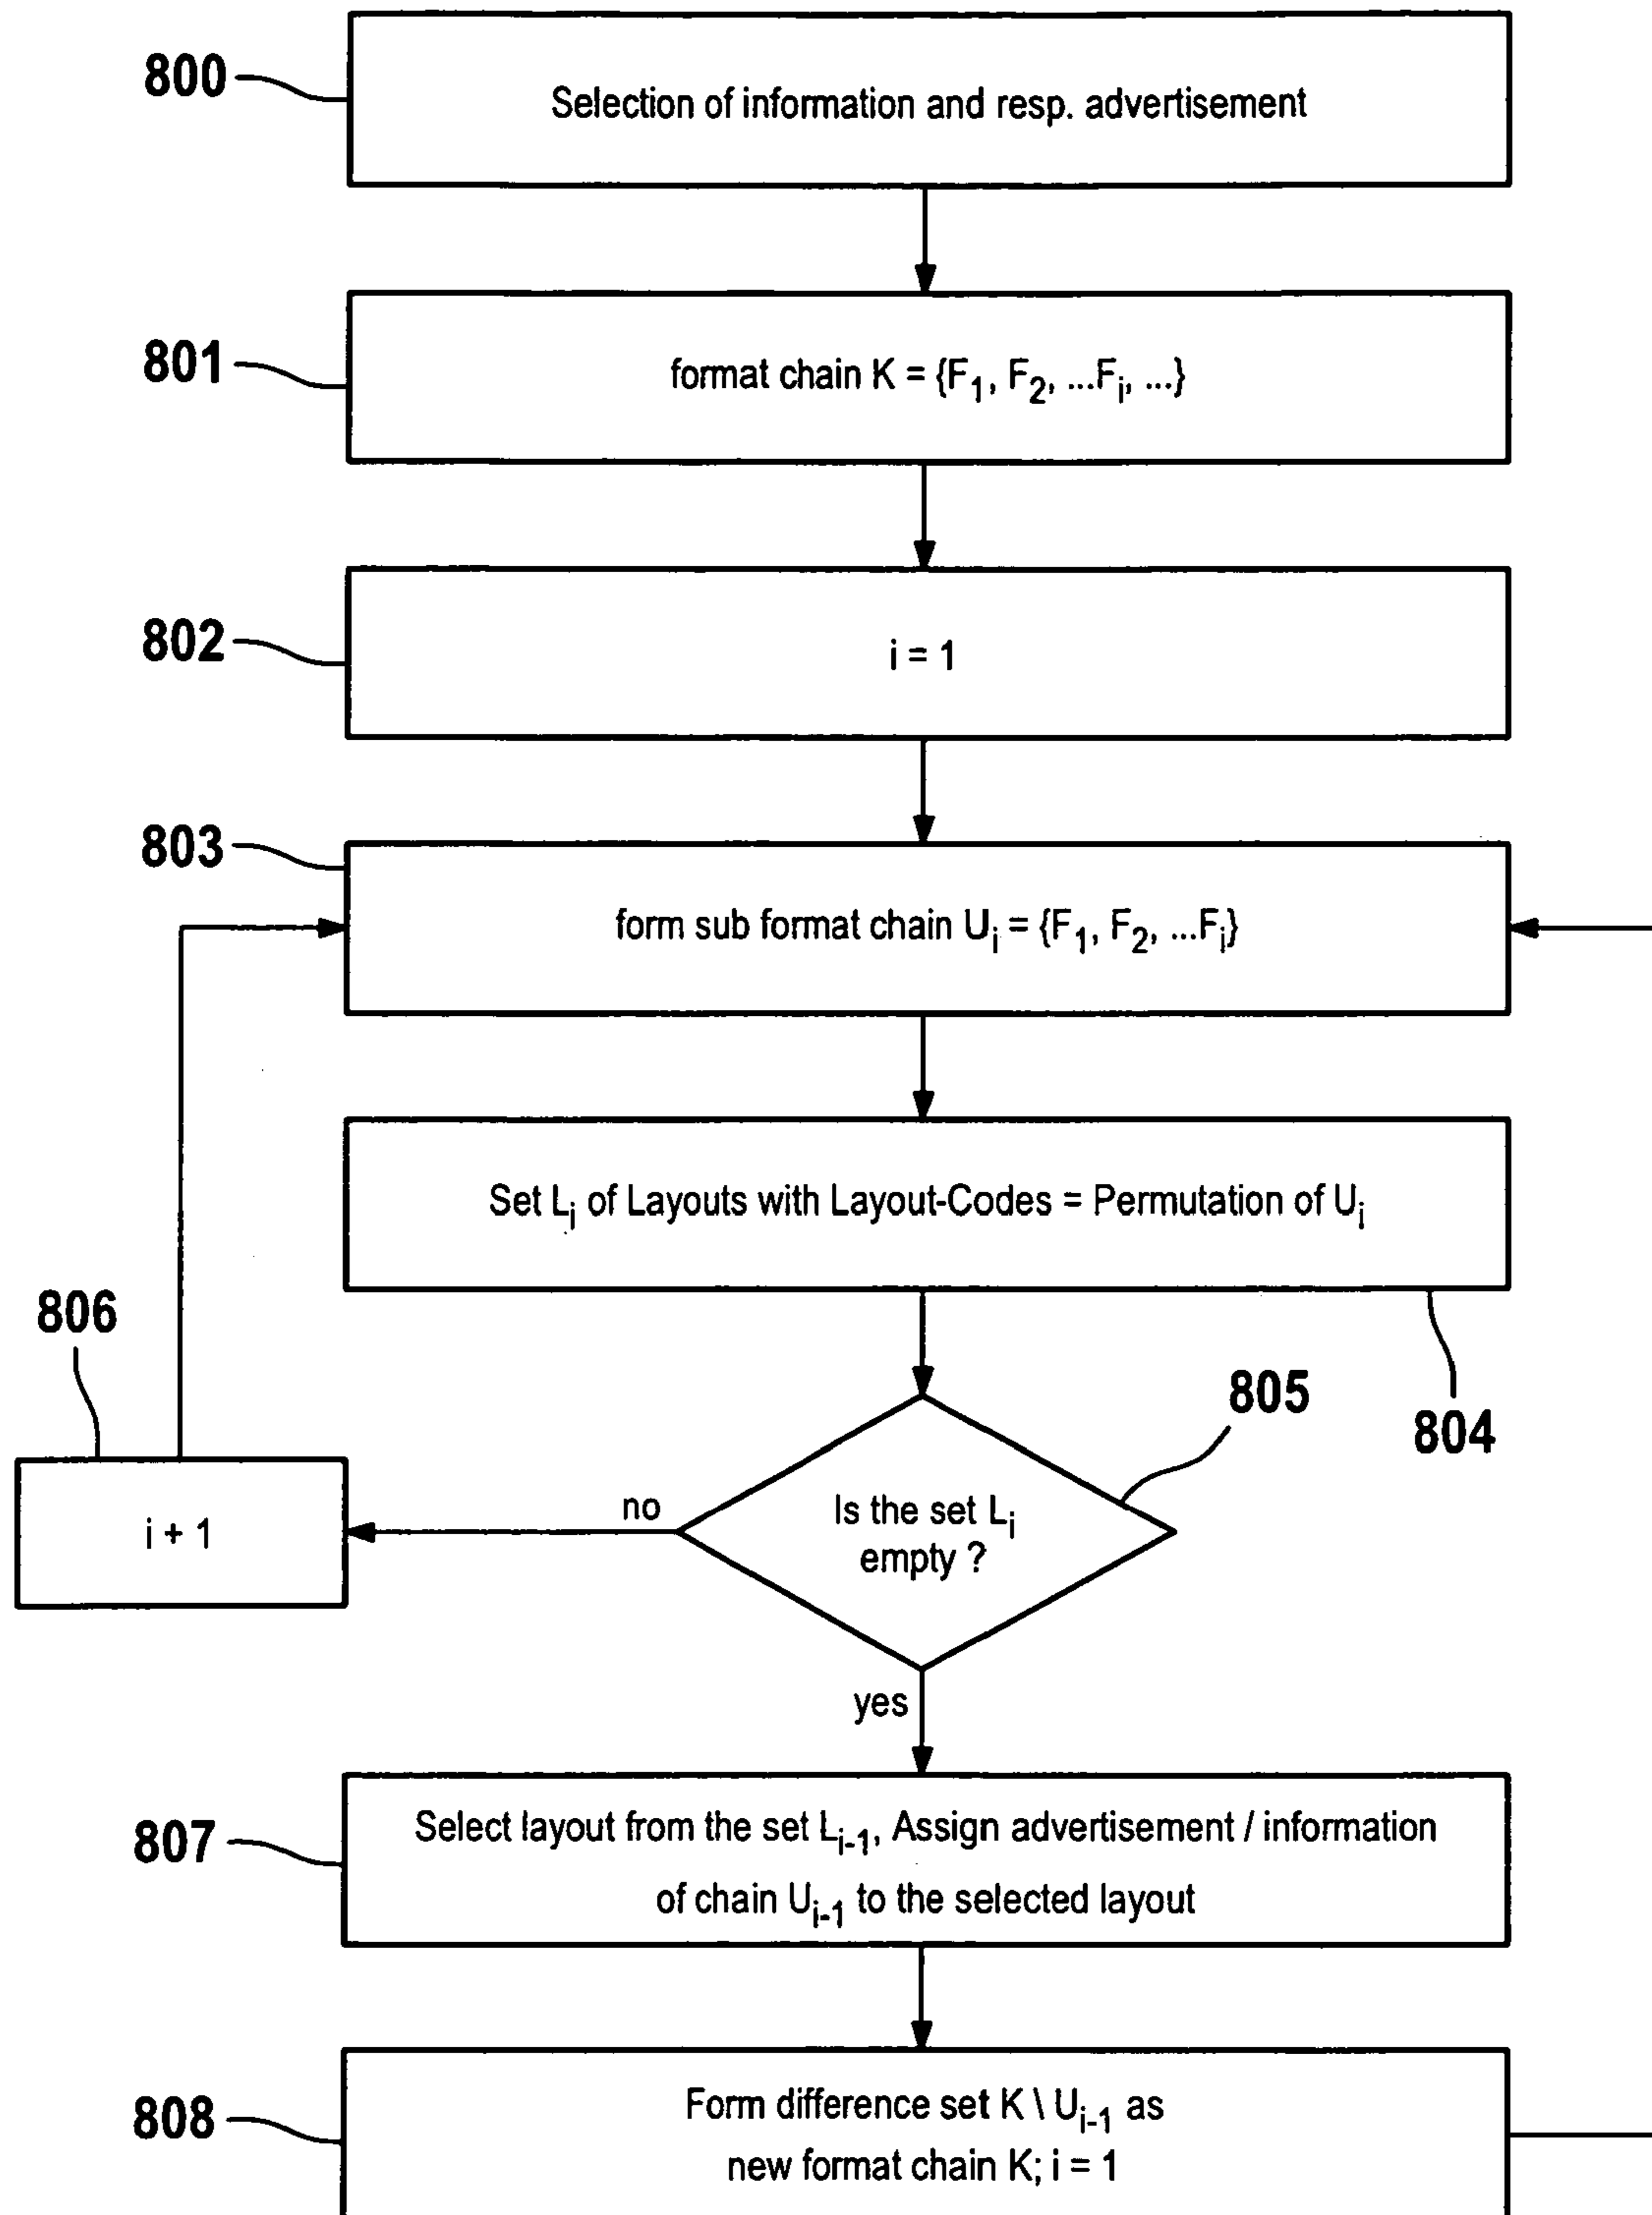 800
Selection of information and resp. advertisement
801
format chain K = {F₁, F₂, ...Fᵢ, ...}
802
i = 1
803
form sub format chain Uᵢ = {F₁, F₂, ...Fᵢ}
Set Lᵢ of Layouts with Layout-Codes = Permutation of Uᵢ
804
805
806
i + 1
no
Is the set Lᵢ
empty ?
yes
807
Select layout from the set Lᵢ₋₁, Assign advertisement / information
of chain Uᵢ₋₁ to the selected layout
808
Form difference set K \ Uᵢ₋₁ as
new format chain K; i = 1